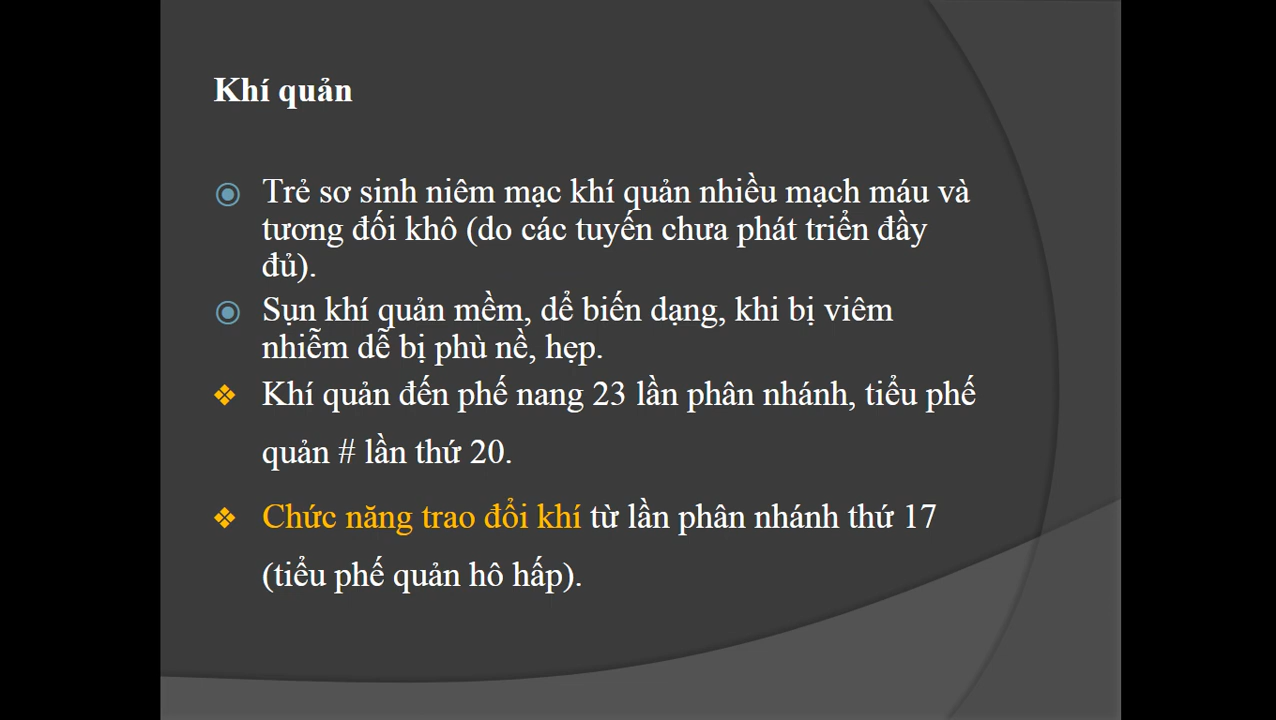 Khí quản
Trẻ sơ sinh niêm mạc khí quản nhiều mạch máu và
tương đối khô (do các tuyến chưa phát triển đầy
đủ).
Sụn khí quản mềm, dể biến dạng, khi bị viêm
nhiễm dễ bị phù nề, hẹp.
Khí quản đến phế nang 23 lần phân nhánh, tiểu phế
quản # lần thứ 20.
Chức năng trao đổi khí từ lần phân nhánh thứ 17
(tiểu phế quản hô hấp).